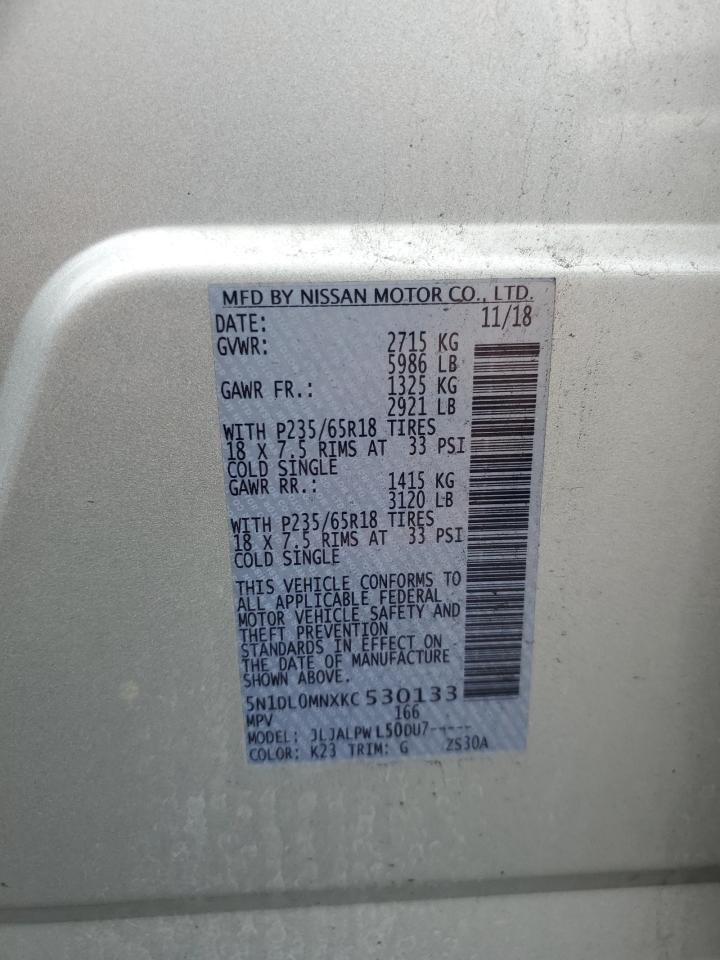 MFD BY NISSAN MOTOR CO., LTD.
DATE: 11/18
GVWR: 2715 KG
5986 LB
GAWR FR.: 1325 KG
2921 LB
WITH P235/65R18 TIRES
18 X 7.5 RIMS AT 33 PSI
COLD SINGLE
GAWR RR.: 1415 KG
3120 LB
WITH P235/65R18 TIRES
18 X 7.5 RIMS AT 33 PSI
COLD SINGLE
THIS VEHICLE CONFORMS TO
ALL APPLICABLE FEDERAL
MOTOR VEHICLE SAFETY AND
THEFT PREVENTION
STANDARDS IN EFFECT ON
THE DATE OF MANUFACTURE
SHOWN ABOVE.
5N1DL0MNXKC530133
MPV 166
MODEL: JLJALPWL50DU7-----
COLOR: K23 TRIM: G ZS30A